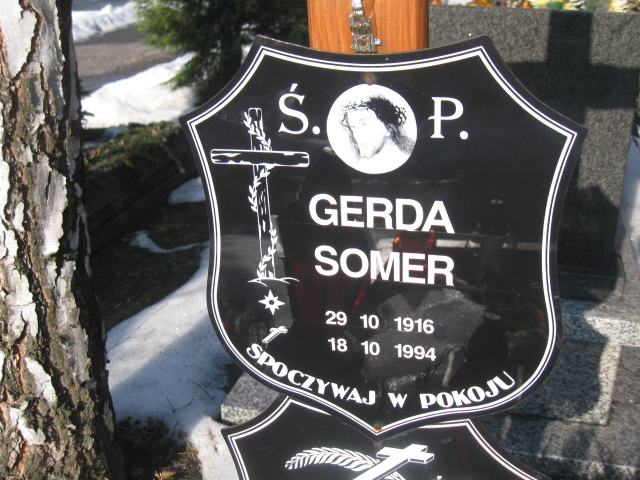 Ś. P.
GERDA
SOMER
29 10 1916
18 10 1994
SPOCZYWAJ W POKOJU